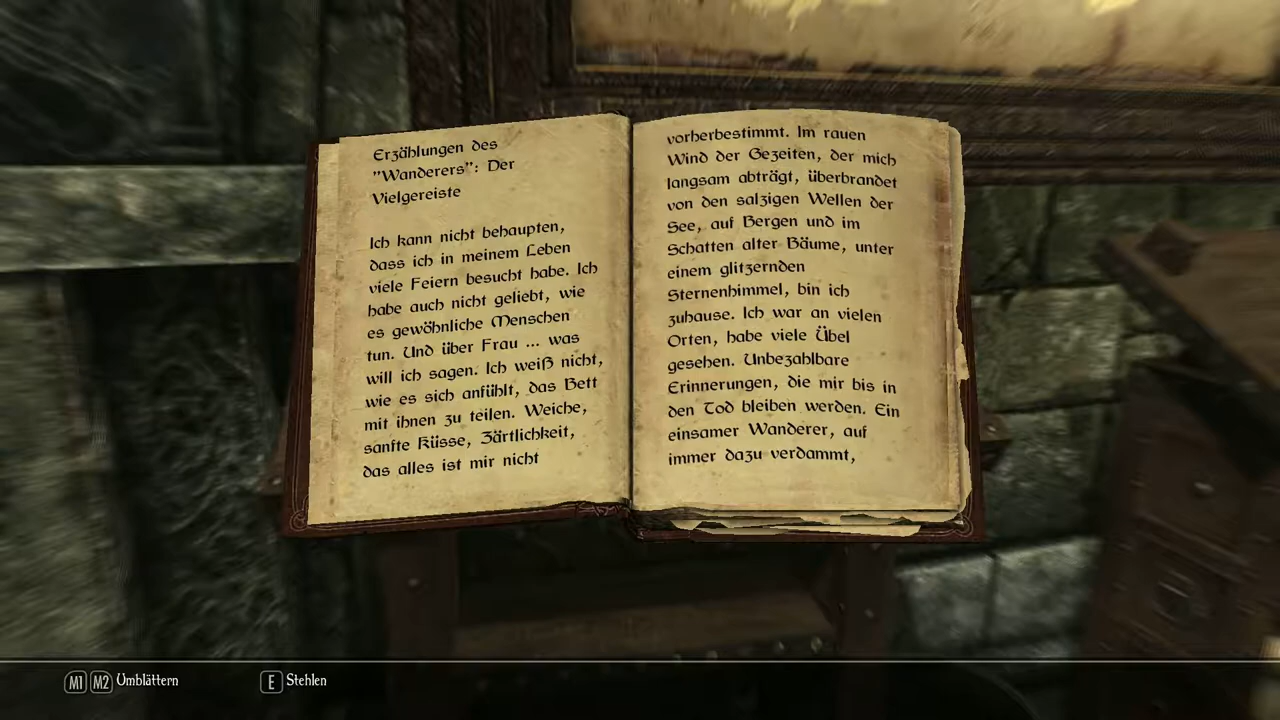 Erzählungen des
"Wanderers": Der
Vielgereiste
Ich kann nicht behaupten,
dass ich in meinem Leben
viele Feiern besucht habe. Ich
habe auch nicht geliebt, wie
es gewöhnliche Menschen
tun. Und über Frau ... was
will ich sagen. Ich weiß nicht,
wie es sich anfühlt, das Bett
mit ihnen zu teilen. Weiche,
sanfte Küsse, Zärtlichkeit,
das alles ist mir nicht
vorherbestimmt. Im rauen
Wind der Gezeiten, der mich
langsam abträgt, überbrandet
von den salzigen Wellen der
See, auf Bergen und im
Schatten alter Bäume, unter
einem glitzernden
Sternenhimmel, bin ich
zuhause. Ich war an vielen
Orten, habe viele Übel
gesehen. Unbezahlbare
Erinnerungen, die mir bis in
den Tod bleiben werden. Ein
einsamer Wanderer, auf
immer dazu verdammt,
M1 M2 Umblättern
E Stehlen